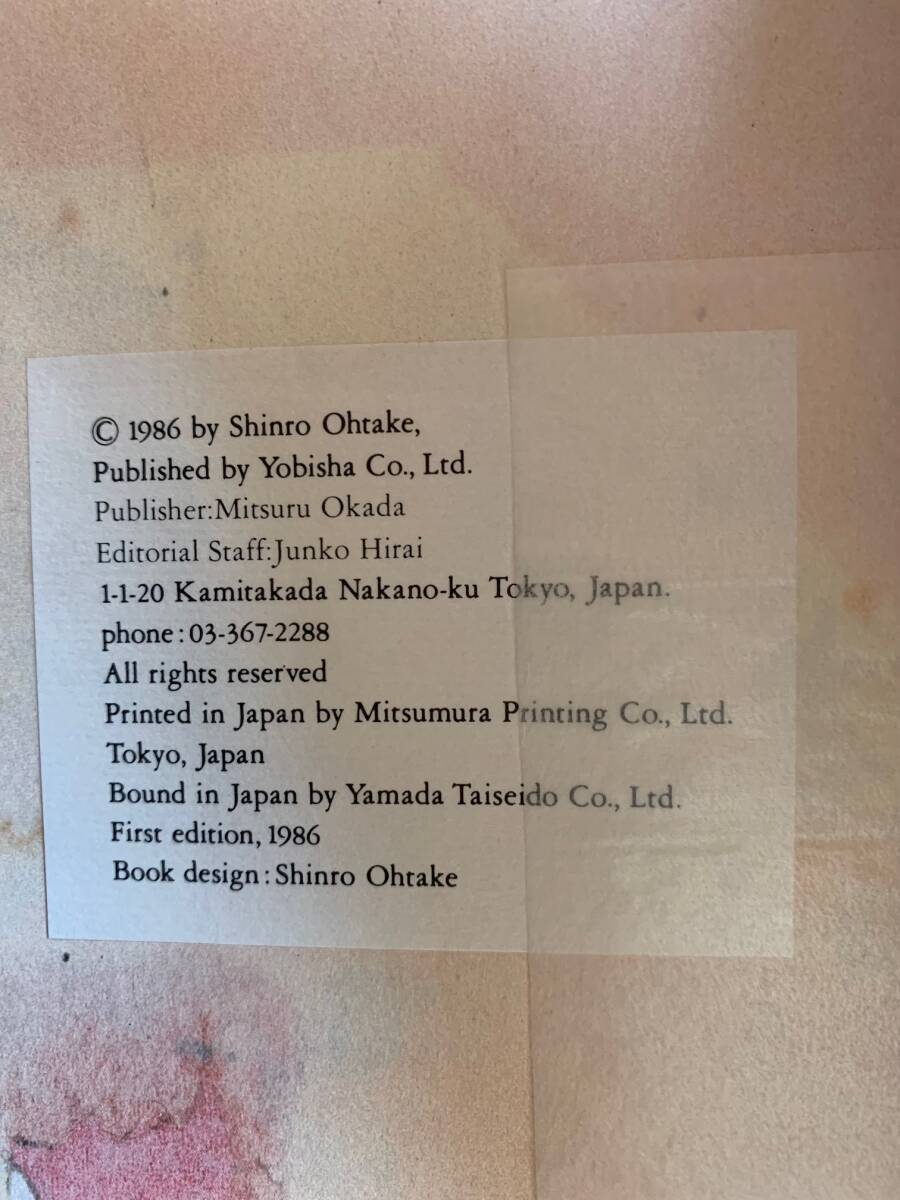 © 1986 by Shinro Ohtake,
Published by Yobisha Co., Ltd.
Publisher:Mitsuru Okada
Editorial Staff:Junko Hirai
1-1-20 Kamitakada Nakano-ku Tokyo, Japan.
phone:03-367-2288
All rights reserved
Printed in Japan by Mitsumura Printing Co., Ltd.
Tokyo, Japan
Bound in Japan by Yamada Taiseido Co., Ltd.
First edition, 1986
Book design:Shinro Ohtake